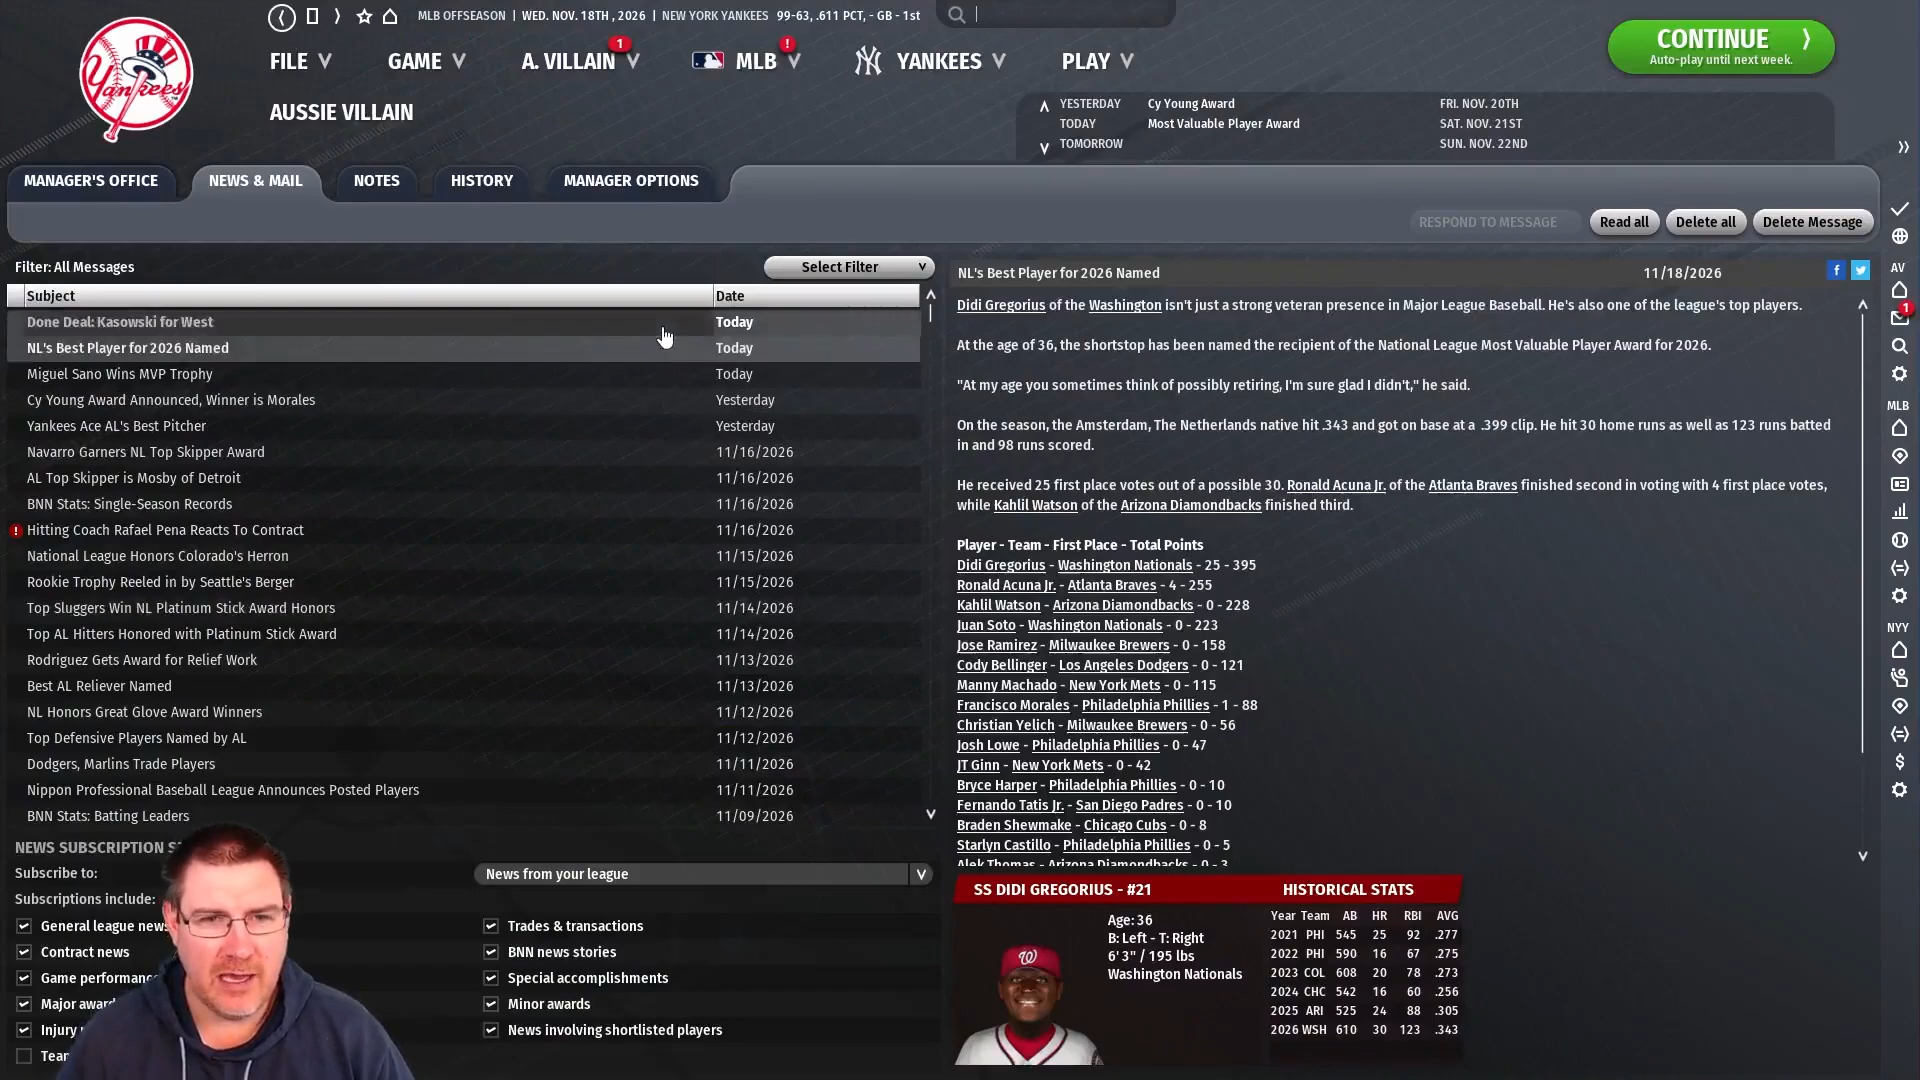 MLB OFFSEASON | WED. NOV. 18TH , 2026 | NEW YORK YANKEES 99-63, .611 PCT, - GB - 1st
FILE
GAME
A. VILLAIN
1
MLB
!
YANKEES
PLAY
CONTINUE
Auto-play until next week.
Yankees
AUSSIE VILLAIN
YESTERDAY Cy Young Award FRI. NOV. 20TH
TODAY Most Valuable Player Award SAT. NOV. 21ST
TOMORROW SUN. NOV. 22ND
MANAGER'S OFFICE
NEWS & MAIL
NOTES
HISTORY
MANAGER OPTIONS
RESPOND TO MESSAGE
Read all
Delete all
Delete Message
Filter: All Messages
Select Filter
Subject Date
Done Deal: Kasowski for West Today
NL's Best Player for 2026 Named Today
Miguel Sano Wins MVP Trophy Today
Cy Young Award Announced, Winner is Morales Yesterday
Yankees Ace AL's Best Pitcher Yesterday
Navarro Garners NL Top Skipper Award 11/16/2026
AL Top Skipper is Mosby of Detroit 11/16/2026
BNN Stats: Single-Season Records 11/16/2026
! Hitting Coach Rafael Pena Reacts To Contract 11/16/2026
National League Honors Colorado's Herron 11/15/2026
Rookie Trophy Reeled in by Seattle's Berger 11/15/2026
Top Sluggers Win NL Platinum Stick Award Honors 11/14/2026
Top AL Hitters Honored with Platinum Stick Award 11/14/2026
Rodriguez Gets Award for Relief Work 11/13/2026
Best AL Reliever Named 11/13/2026
NL Honors Great Glove Award Winners 11/12/2026
Top Defensive Players Named by AL 11/12/2026
Dodgers, Marlins Trade Players 11/11/2026
Nippon Professional Baseball League Announces Posted Players 11/11/2026
BNN Stats: Batting Leaders 11/09/2026
NEWS SUBSCRIPTION S
Subscribe to:
News from your league
Subscriptions include:
General league news
Trades & transactions
Contract news
BNN news stories
Game performance
Special accomplishments
Major award
Minor awards
Injury
News involving shortlisted players
Tea
NL's Best Player for 2026 Named 11/18/2026
Didi Gregorius of the Washington isn't just a strong veteran presence in Major League Baseball. He's also one of the league's top players.
At the age of 36, the shortstop has been named the recipient of the National League Most Valuable Player Award for 2026.
"At my age you sometimes think of possibly retiring, I'm sure glad I didn't," he said.
On the season, the Amsterdam, The Netherlands native hit .343 and got on base at a .399 clip. He hit 30 home runs as well as 123 runs batted
in and 98 runs scored.
He received 25 first place votes out of a possible 30. Ronald Acuna Jr. of the Atlanta Braves finished second in voting with 4 first place votes,
while Kahlil Watson of the Arizona Diamondbacks finished third.
Player - Team - First Place - Total Points
Didi Gregorius - Washington Nationals - 25 - 395
Ronald Acuna Jr. - Atlanta Braves - 4 - 255
Kahlil Watson - Arizona Diamondbacks - 0 - 228
Juan Soto - Washington Nationals - 0 - 223
Jose Ramirez - Milwaukee Brewers - 0 - 158
Cody Bellinger - Los Angeles Dodgers - 0 - 121
Manny Machado - New York Mets - 0 - 115
Francisco Morales - Philadelphia Phillies - 1 - 88
Christian Yelich - Milwaukee Brewers - 0 - 56
Josh Lowe - Philadelphia Phillies - 0 - 47
JT Ginn - New York Mets - 0 - 42
Bryce Harper - Philadelphia Phillies - 0 - 10
Fernando Tatis Jr. - San Diego Padres - 0 - 10
Braden Shewmake - Chicago Cubs - 0 - 8
Starlyn Castillo - Philadelphia Phillies - 0 - 5
Alek Thomas - Arizona Diamondbacks - 0 - 3
SS DIDI GREGORIUS - #21
Age: 36
B: Left - T: Right
6' 3" / 195 lbs
Washington Nationals
HISTORICAL STATS
Year Team AB HR RBI AVG
2021 PHI 545 25 92 .277
2022 PHI 590 16 67 .275
2023 COL 608 20 78 .273
2024 CHC 542 16 60 .256
2025 ARI 525 24 88 .305
2026 WSH 610 30 123 .343
W
AV
1
MLB
NYY
$